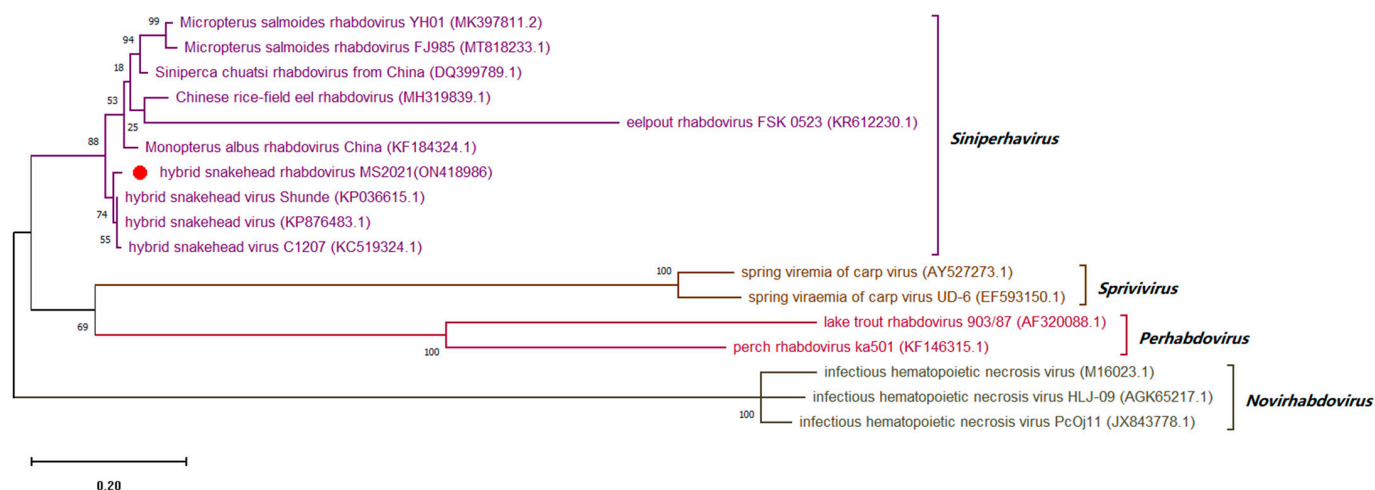 99
Micropterus salmoides rhabdovirus YH01 (MK397811.2)
94
Micropterus salmoides rhabdovirus FJ985 (MT818233.1)
18
Siniperca chuatsi rhabdovirus from China (DQ399789.1)
53
Chinese rice-field eel rhabdovirus (MH319839.1)
25
eelpout rhabdovirus FSK 0523 (KR612230.1)
Siniperhavirus
88
Monopterus albus rhabdovirus China (KF184324.1)
hybrid snakehead rhabdovirus MS2021(ON418986)
hybrid snakehead virus Shunde (KP036615.1)
74
hybrid snakehead virus (KP876483.1)
55
hybrid snakehead virus C1207 (KC519324.1)
100
spring viremia of carp virus (AY527273.1)
Sprivivirus
spring viraemia of carp virus UD-6 (EF593150.1)
69
lake trout rhabdovirus 903/87 (AF320088.1)
Perhabdovirus
100
perch rhabdovirus ka501 (KF146315.1)
infectious hematopoietic necrosis virus (M16023.1)
infectious hematopoietic necrosis virus HLJ-09 (AGK65217.1)
Novirhabdovirus
100
infectious hematopoietic necrosis virus PcOj11 (JX843778.1)
0.20